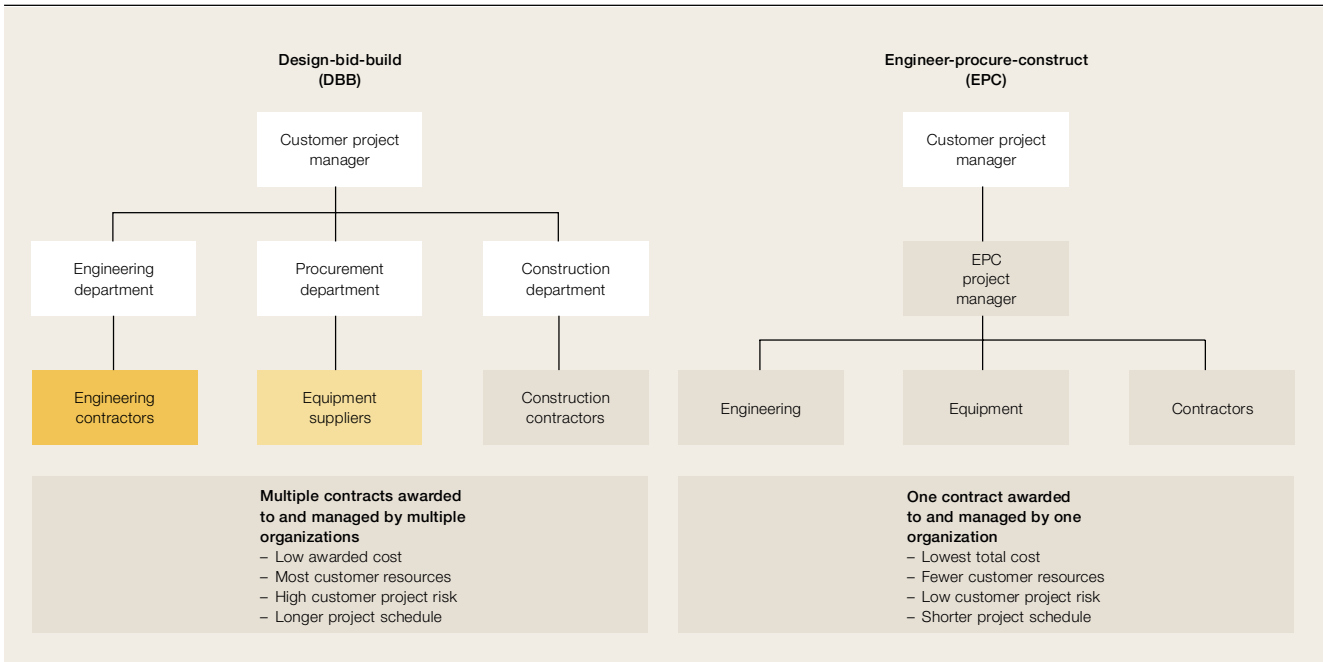 Design-bid-build
(DBB)
Customer project
manager
Engineering
department
Procurement
department
Construction
department
Engineering
contractors
Equipment
suppliers
Construction
contractors
Multiple contracts awarded
to and managed by multiple
organizations
– Low awarded cost
– Most customer resources
– High customer project risk
– Longer project schedule
Engineer-procure-construct
(EPC)
Customer project
manager
EPC
project
manager
Engineering
Equipment
Contractors
One contract awarded
to and managed by one
organization
– Lowest total cost
– Fewer customer resources
– Low customer project risk
– Shorter project schedule